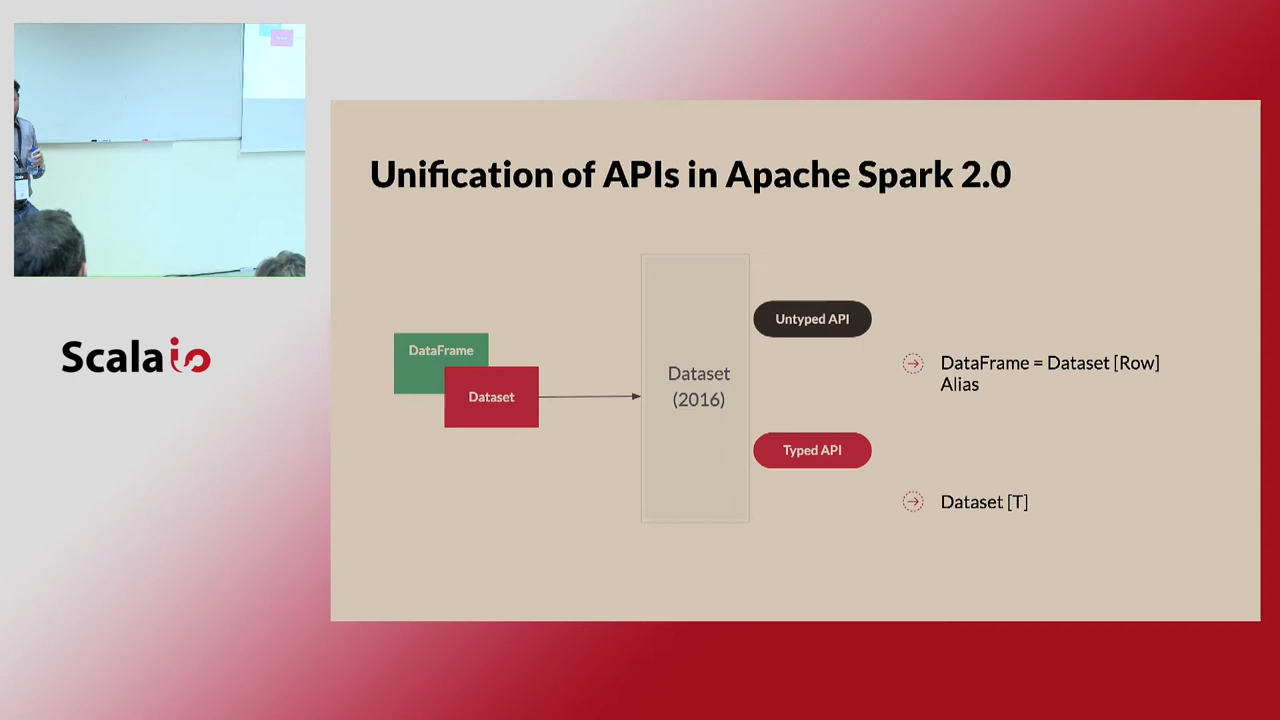 Unification of APIs in Apache Spark 2.0
DataFrame
Dataset
Dataset
(2016)
Untyped API
DataFrame = Dataset [Row]
Alias
Typed API
Dataset [T]
Scala io